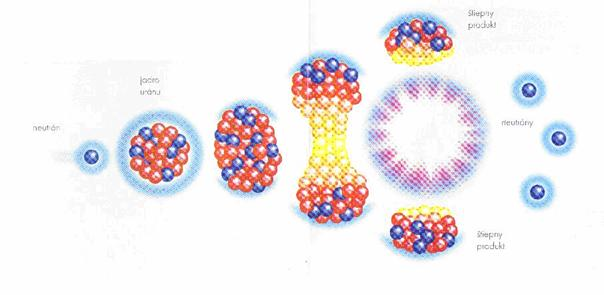 neutrón
jadro
uránu
štiepny
produkt
neutróny
štiepny
produkt